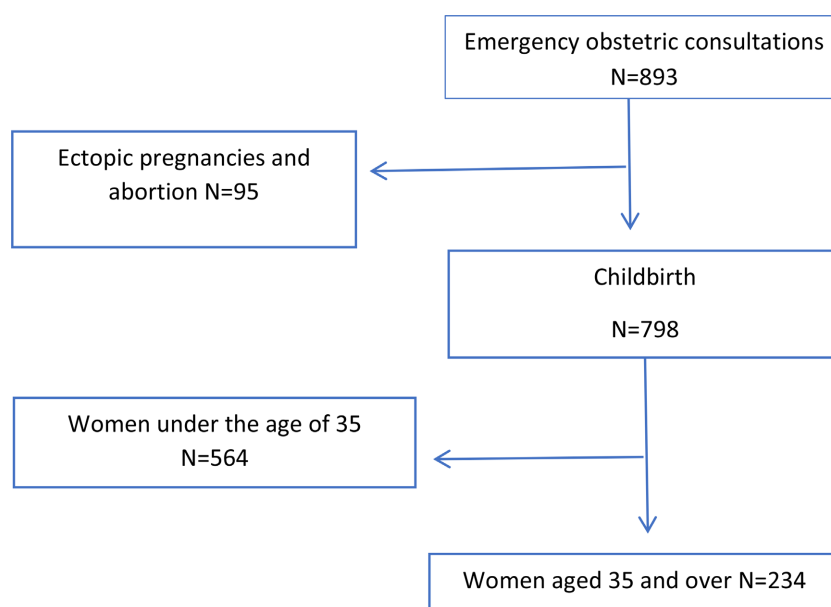 Emergency obstetric consultations
N=893
Ectopic pregnancies and
abortion N=95
Childbirth
N=798
Women under the age of 35
N=564
Women aged 35 and over N=234